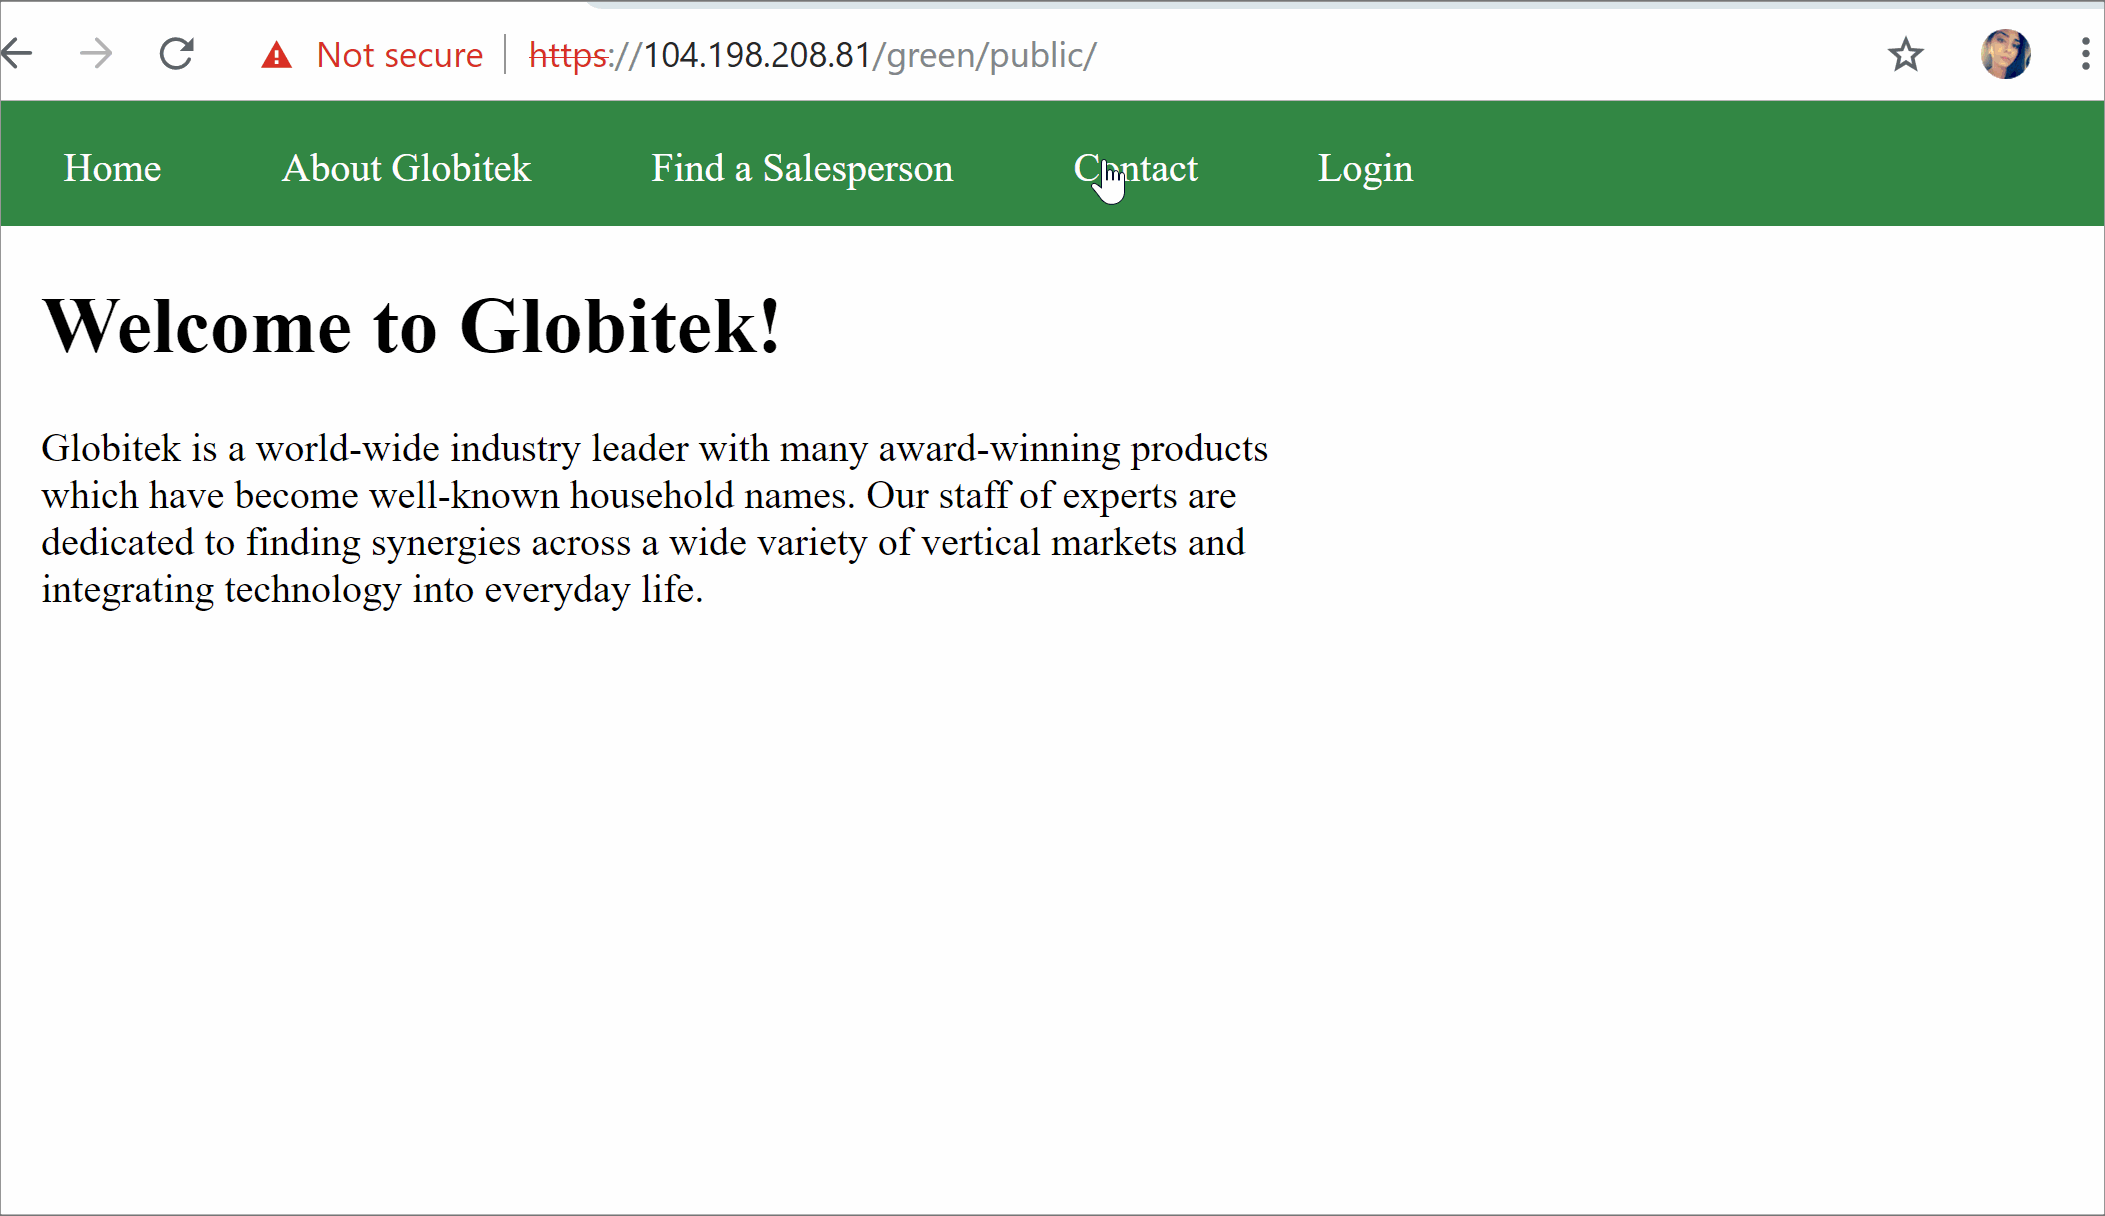 Not secure https://104.198.208.81/green/public/
Home About Globitek Find a Salesperson Contact Login
Welcome to Globitek!
Globitek is a world-wide industry leader with many award-winning products
which have become well-known household names. Our staff of experts are
dedicated to finding synergies across a wide variety of vertical markets and
integrating technology into everyday life.